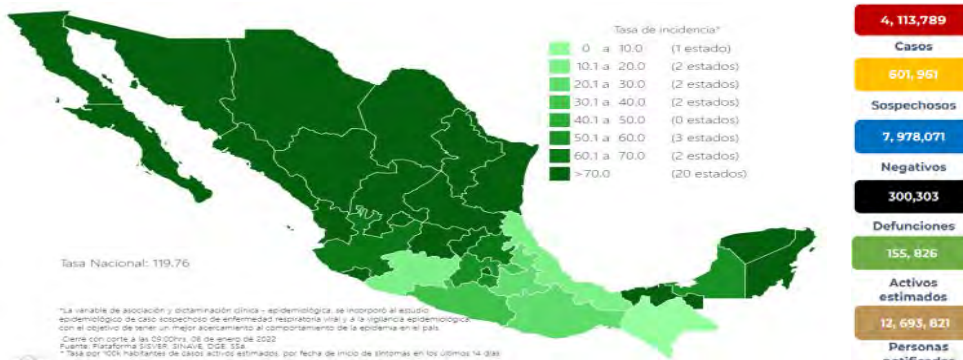 Tasa de incidencia*
0 a 10.0 (1 estado)
10.1 a 20.0 (2 estados)
20.1 a 30.0 (2 estados)
30.1 a 40.0 (2 estados)
40.1 a 50.0 (0 estados)
50.1 a 60.0 (3 estados)
60.1 a 70.0 (2 estados)
>70.0 (20 estados)
Tasa Nacional: 119.76
*La variable de asociación y dictaminación clínica – epidemiológica, se incorporó al estudio
epidemiológico de caso sospechoso de enfermedad respiratoria viral y a la vigilancia epidemiológica,
con el objetivo de tener un mejor acercamiento al comportamiento de la epidemia en el país
Cierre con corte a las 09:00hrs, 08 de enero de 2022
Fuente: Plataforma SISVER, SINAVE, DGE, SSa.
* Tasa por 100k habitantes de casos activos estimados, por fecha de inicio de síntomas en los últimos 14 días
4, 113,789
Casos
601, 961
Sospechosos
7, 978,071
Negativos
300,303
Defunciones
155, 826
Activos
estimados
12, 693, 821
Personas
notificadas